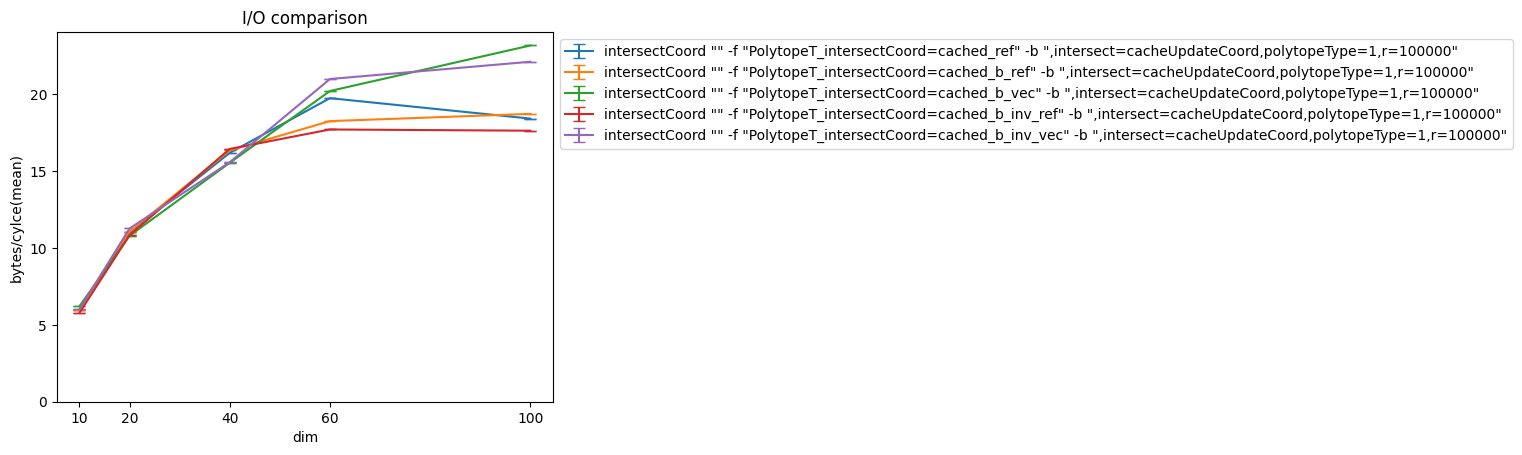 I/O comparison
bytes/cylce(mean)
20
15
10
5
0
10 20 40 60 100
dim
intersectCoord "" -f "PolytopeT_intersectCoord=cached_ref" -b ",intersect=cacheUpdateCoord,polytopeType=1,r=100000"
intersectCoord "" -f "PolytopeT_intersectCoord=cached_b_ref" -b ",intersect=cacheUpdateCoord,polytopeType=1,r=100000"
intersectCoord "" -f "PolytopeT_intersectCoord=cached_b_vec" -b ",intersect=cacheUpdateCoord,polytopeType=1,r=100000"
intersectCoord "" -f "PolytopeT_intersectCoord=cached_b_inv_ref" -b ",intersect=cacheUpdateCoord,polytopeType=1,r=100000"
intersectCoord "" -f "PolytopeT_intersectCoord=cached_b_inv_vec" -b ",intersect=cacheUpdateCoord,polytopeType=1,r=100000"